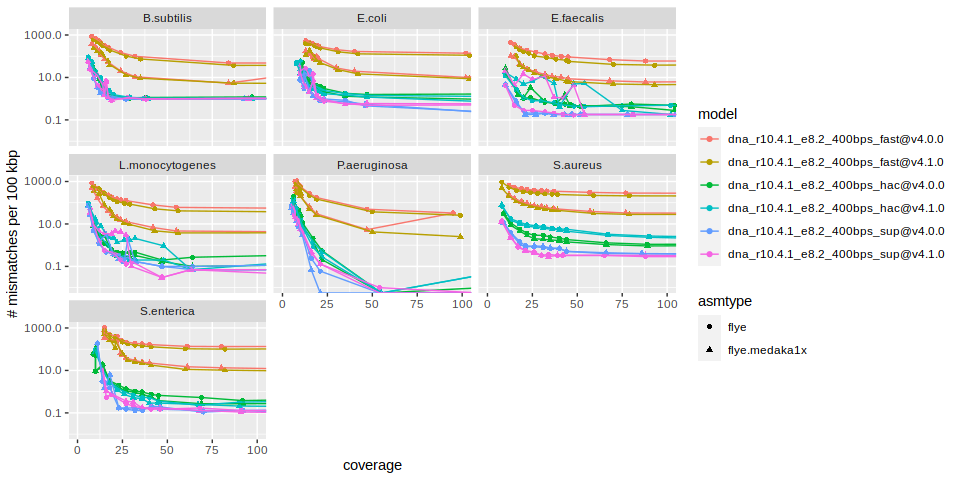 B.subtilis E.coli E.faecalis
1000.0
10.0
0.1
L.monocytogenes P.aeruginosa S.aureus
1000.0
10.0
0.1
0 25 50 75 100 0 25 50 75 100
S.enterica
1000.0
10.0
0.1
0 25 50 75 100
coverage
# mismatches per 100 kbp
model
dna_r10.4.1_e8.2_400bps_fast@v4.0.0
dna_r10.4.1_e8.2_400bps_fast@v4.1.0
dna_r10.4.1_e8.2_400bps_hac@v4.0.0
dna_r10.4.1_e8.2_400bps_hac@v4.1.0
dna_r10.4.1_e8.2_400bps_sup@v4.0.0
dna_r10.4.1_e8.2_400bps_sup@v4.1.0
asmtype
flye
flye.medaka1x